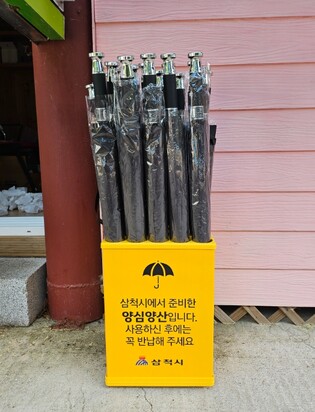 삼척시에서 준비한
양심양산입니다.
사용하신 후에는
꼭 반납해 주세요
삼척시